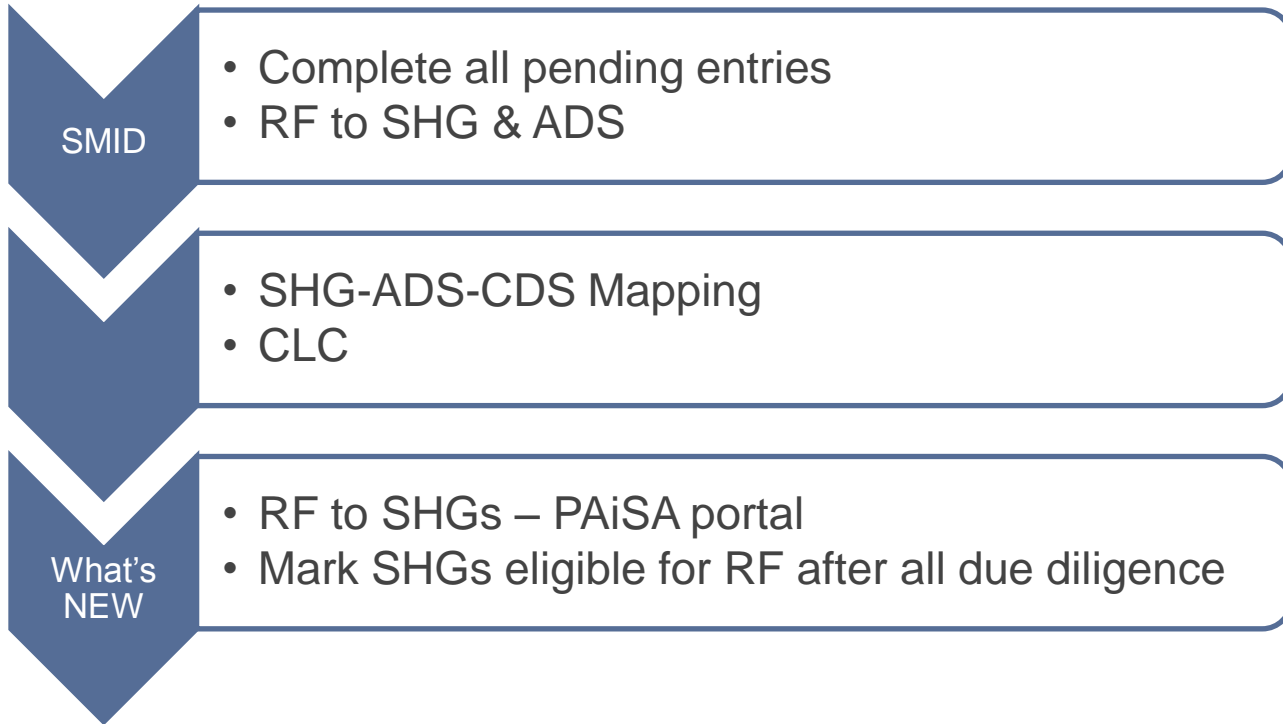 SMID
• Complete all pending entries
• RF to SHG & ADS
• SHG-ADS-CDS Mapping
• CLC
What's
NEW
• RF to SHGs – PAiSA portal
• Mark SHGs eligible for RF after all due diligence